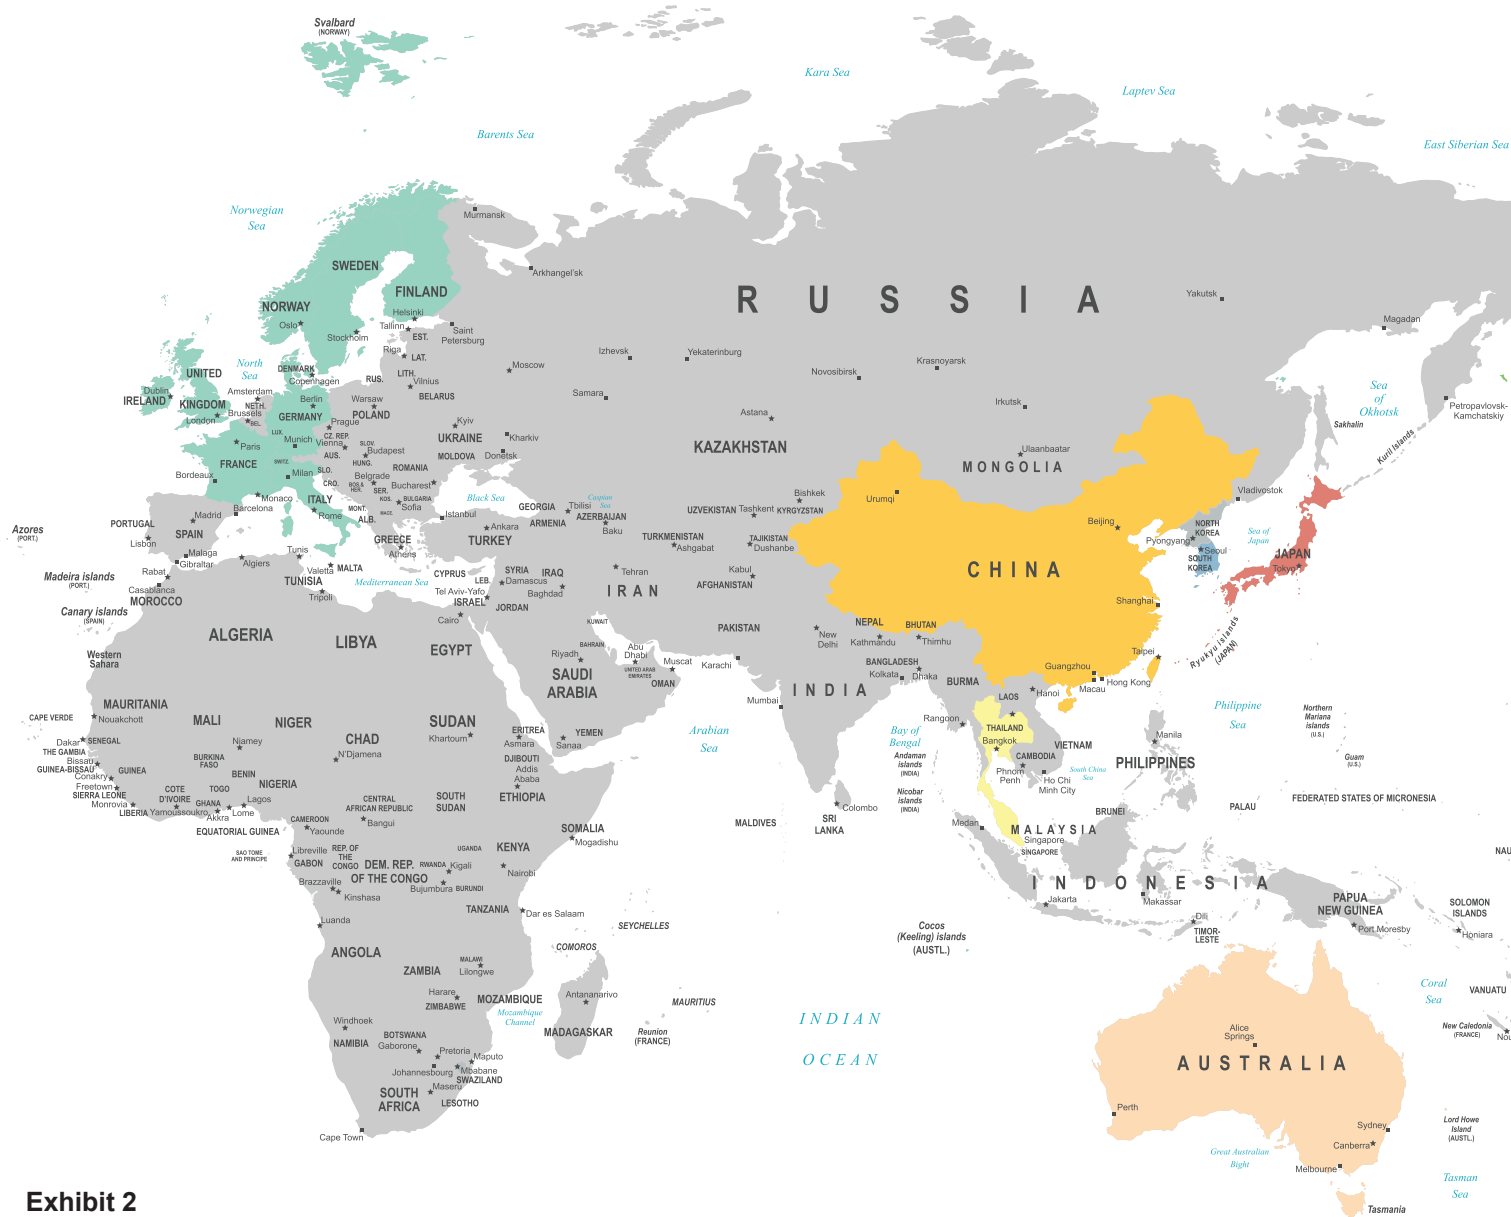 Svalbard
(NORWAY)
Kara Sea
Laptev Sea
Barents Sea
East Siberian Sea
Norwegian
Sea
Murmansk
SWEDEN
Arkhangel'sk
FINLAND
RUSSIA
Yakutsk
NORWAY
Helsinki
Oslo
Tallinn
Stockholm
EST.
Saint
Petersburg
Magadan
Riga
LAT.
Izhevsk
Yekaterinburg
Krasnoyarsk
Novosibirsk
North
Sea
UNITED
KINGDOM
DENMARK
Copenhagen
RUS.
LITH.
Vilnius
Moscow
Dublin
IRELAND
London
Amsterdam
NETH.
Brussels
BEL.
Berlin
GERMANY
Warsaw
POLAND
BELARUS
Samara
Irkutsk
Sea
of
Okhotsk
Petropavlovsk-
Kamchatskiy
Astana
Sakhalin
Kuril Islands
LUX.
Prague
CZ. REP.
Kyiv
UKRAINE
Kharkiv
Paris
Munich
Vienna
SLOV.
Budapest
AUS.
HUNG.
MOLDOVA
Donetsk
KAZAKHSTAN
Ulaanbaatar
MONGOLIA
FRANCE
SWITZ.
SLO.
CRO.
ROMANIA
Bordeaux
Milan
Belgrade
BOS.&
HER.
SER.
Bucharest
KOS.
BULGARIA
Sofia
Monaco
ITALY
MONT.
MACE.
ALB.
Rome
Black Sea
Caspian
Sea
GEORGIA
Tbilisi
ARMENIA
AZERBAIJAN
Baku
Bishkek
UZVEKISTAN
Tashkent
KYRGYZSTAN
Urumqi
Vladivostok
Azores
(PORT.)
PORTUGAL
Lisbon
Madrid
SPAIN
Barcelona
Istanbul
Ankara
TURKEY
GREECE
Athens
TURKMENISTAN
Ashgabat
TAJIKISTAN
Dushanbe
Beijing
NORTH
KOREA
Pyongyang
Seoul
SOUTH
KOREA
Sea of
Japan
JAPAN
Tokyo
Malaga
Gibraltar
Algiers
Tunis
Valetta
MALTA
TUNISIA
Tripoli
Mediterranean Sea
CYPRUS
LEB.
SYRIA
Damascus
IRAQ
Baghdad
Tehran
IRAN
Kabul
AFGHANISTAN
CHINA
Madeira islands
(PORT.)
Rabat
Casablanca
MOROCCO
Tel Aviv-Yafo
ISRAEL
JORDAN
Cairo
Shanghai
Canary islands
(SPAIN)
ALGERIA
LIBYA
EGYPT
KUWAIT
BAHRAIN
PAKISTAN
New
Delhi
NEPAL
Kathmandu
BHUTAN
Thimhu
Ryukyu Islands
(JAPAN)
Western
Sahara
Riyadh
Abu
Dhabi
UNITED ARAB
EMIRATES
Muscat
OMAN
SAUDI
ARABIA
Karachi
BANGLADESH
Kolkata
Dhaka
BURMA
Guangzhou
Macau
Hong Kong
Taipei
MAURITANIA
Nouakchott
MALI
NIGER
SUDAN
Khartoum
INDIA
Mumbai
LAOS
Hanoi
CAPE VERDE
Dakar
SENEGAL
THE GAMBIA
Bissau
GUINEA-BISSAU
CHAD
N'Djamena
ERITREA
Asmara
YEMEN
Sanaa
Arabian
Sea
Bay of
Bengal
Rangoon
THAILAND
Bangkok
VIETNAM
CAMBODIA
Phnom
Penh
Ho Chi
Minh City
Manila
PHILIPPINES
Philippine
Sea
Northern
Mariana
islands
(U.S.)
Guam
(U.S.)
Niamey
BURKINA
FASO
BENIN
NIGERIA
DJIBOUTI
Addis
Ababa
ETHIOPIA
Andaman
islands
(INDIA)
Nicobar
islands
(INDIA)
South China
Sea
Conakry
GUINEA
Freetown
SIERRA LEONE
Monrovia
LIBERIA
COTE
D'IVOIRE
Yamoussoukro
TOGO
GHANA
Akkra
Lome
Lagos
CENTRAL
AFRICAN REPUBLIC
Bangui
SOUTH
SUDAN
SOMALIA
Mogadishu
MALDIVES
Colombo
SRI
LANKA
Medan
MALAYSIA
Singapore
SINGAPORE
BRUNEI
PALAU
FEDERATED STATES OF MICRONESIA
NAU
EQUATORIAL GUINEA
CAMEROON
Yaounde
SAO TOME
AND PRINCIPE
Libreville
GABON
REP. OF
THE
CONGO
DEM. REP.
OF THE CONGO
UGANDA
RWANDA
Kigali
Bujumbura
BURUNDI
KENYA
Nairobi
Brazzaville
Kinshasa
TANZANIA
Dar es Salaam
INDONESIA
Jakarta
Makassar
Dili
TIMOR-
LESTE
PAPUA
NEW GUINEA
Port Moresby
SOLOMON
ISLANDS
Honiara
Luanda
SEYCHELLES
Cocos
(Keeling) islands
(AUSTL.)
ANGOLA
COMOROS
ZAMBIA
MALAWI
Lilongwe
Harare
ZIMBABWE
MOZAMBIQUE
Mozambique
Channel
Antananarivo
MADAGASKAR
MAURITIUS
Reunion
(FRANCE)
INDIAN
OCEAN
Coral
Sea
VANUATU
New Caledonia
(FRANCE)
Nou
Windhoek
NAMIBIA
BOTSWANA
Gaborone
Pretoria
Johannesbourg
Maputo
Mbabane
SWAZILAND
Maseru
LESOTHO
SOUTH
AFRICA
Cape Town
Alice
Springs
AUSTRALIA
Perth
Sydney
Canberra
Melbourne
Great Australian
Bight
Lord Howe
Island
(AUSTL.)
Tasman
Sea
Tasmania
Exhibit 2